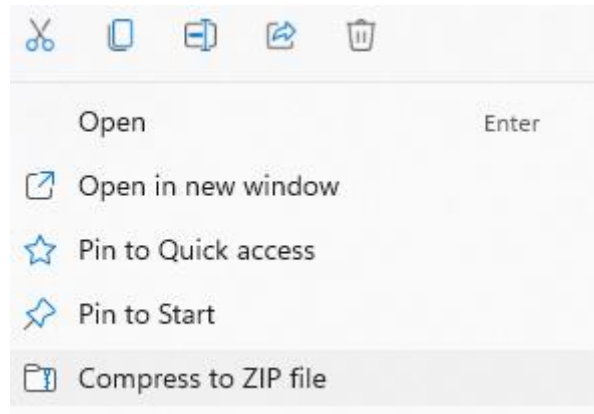 Open Enter
Open in new window
Pin to Quick access
Pin to Start
Compress to ZIP file